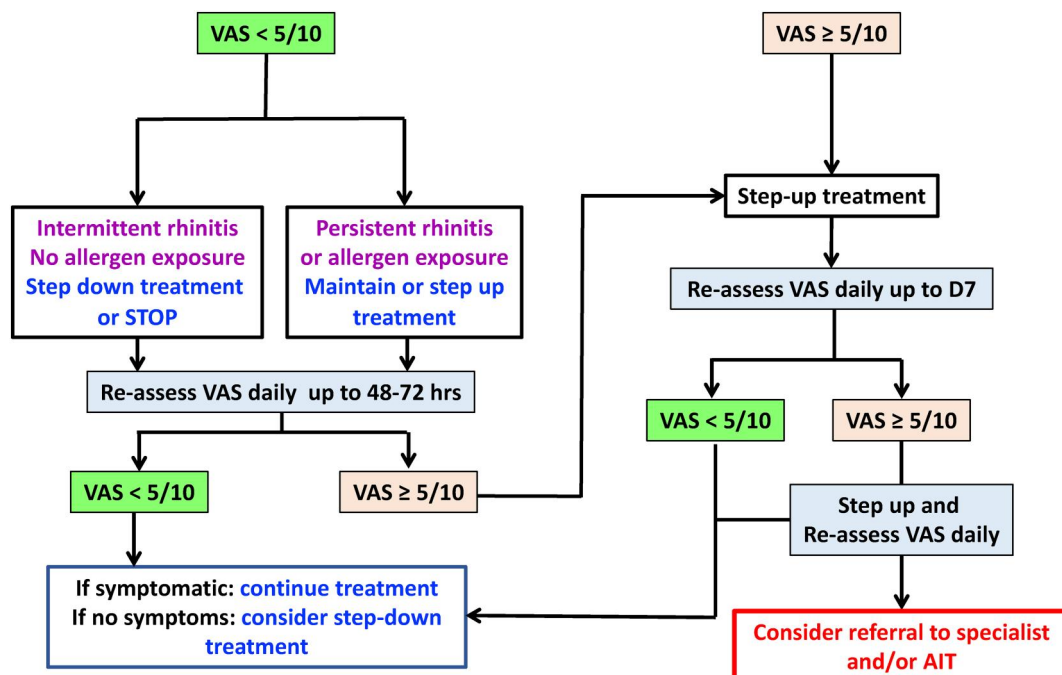 VAS < 5/10
VAS ≥ 5/10
Step-up treatment
Intermittent rhinitis
No allergen exposure
Step down treatment
or STOP
Persistent rhinitis
or allergen exposure
Maintain or step up
treatment
Re-assess VAS daily up to D7
Re-assess VAS daily  up to 48-72 hrs
VAS < 5/10
VAS ≥ 5/10
VAS < 5/10
VAS ≥ 5/10
Step up and
Re-assess VAS daily
If symptomatic: continue treatment
If no symptoms: consider step-down
treatment
Consider referral to specialist
and/or AIT